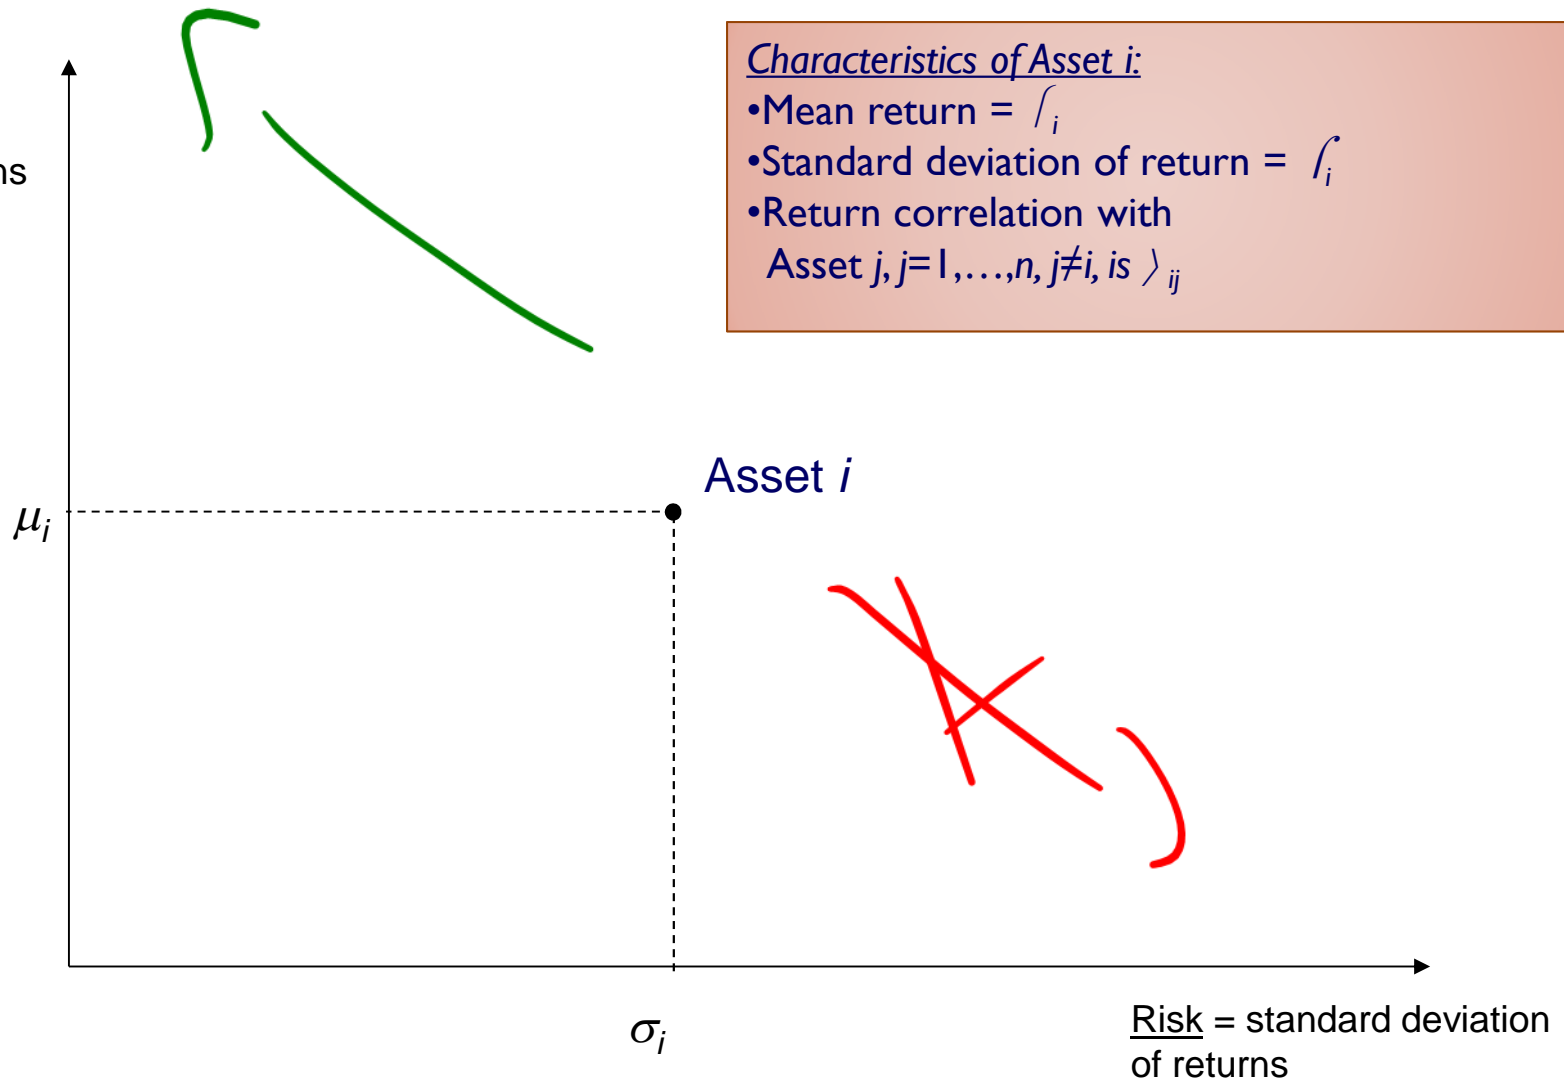 Characteristics of Asset i:
•Mean return = ⌠i
•Standard deviation of return = ⌠i
•Return correlation with
Asset j, j=1,…,n, j≠i, is 〉ij
ns
Asset i
μi
σi
Risk = standard deviation
of returns